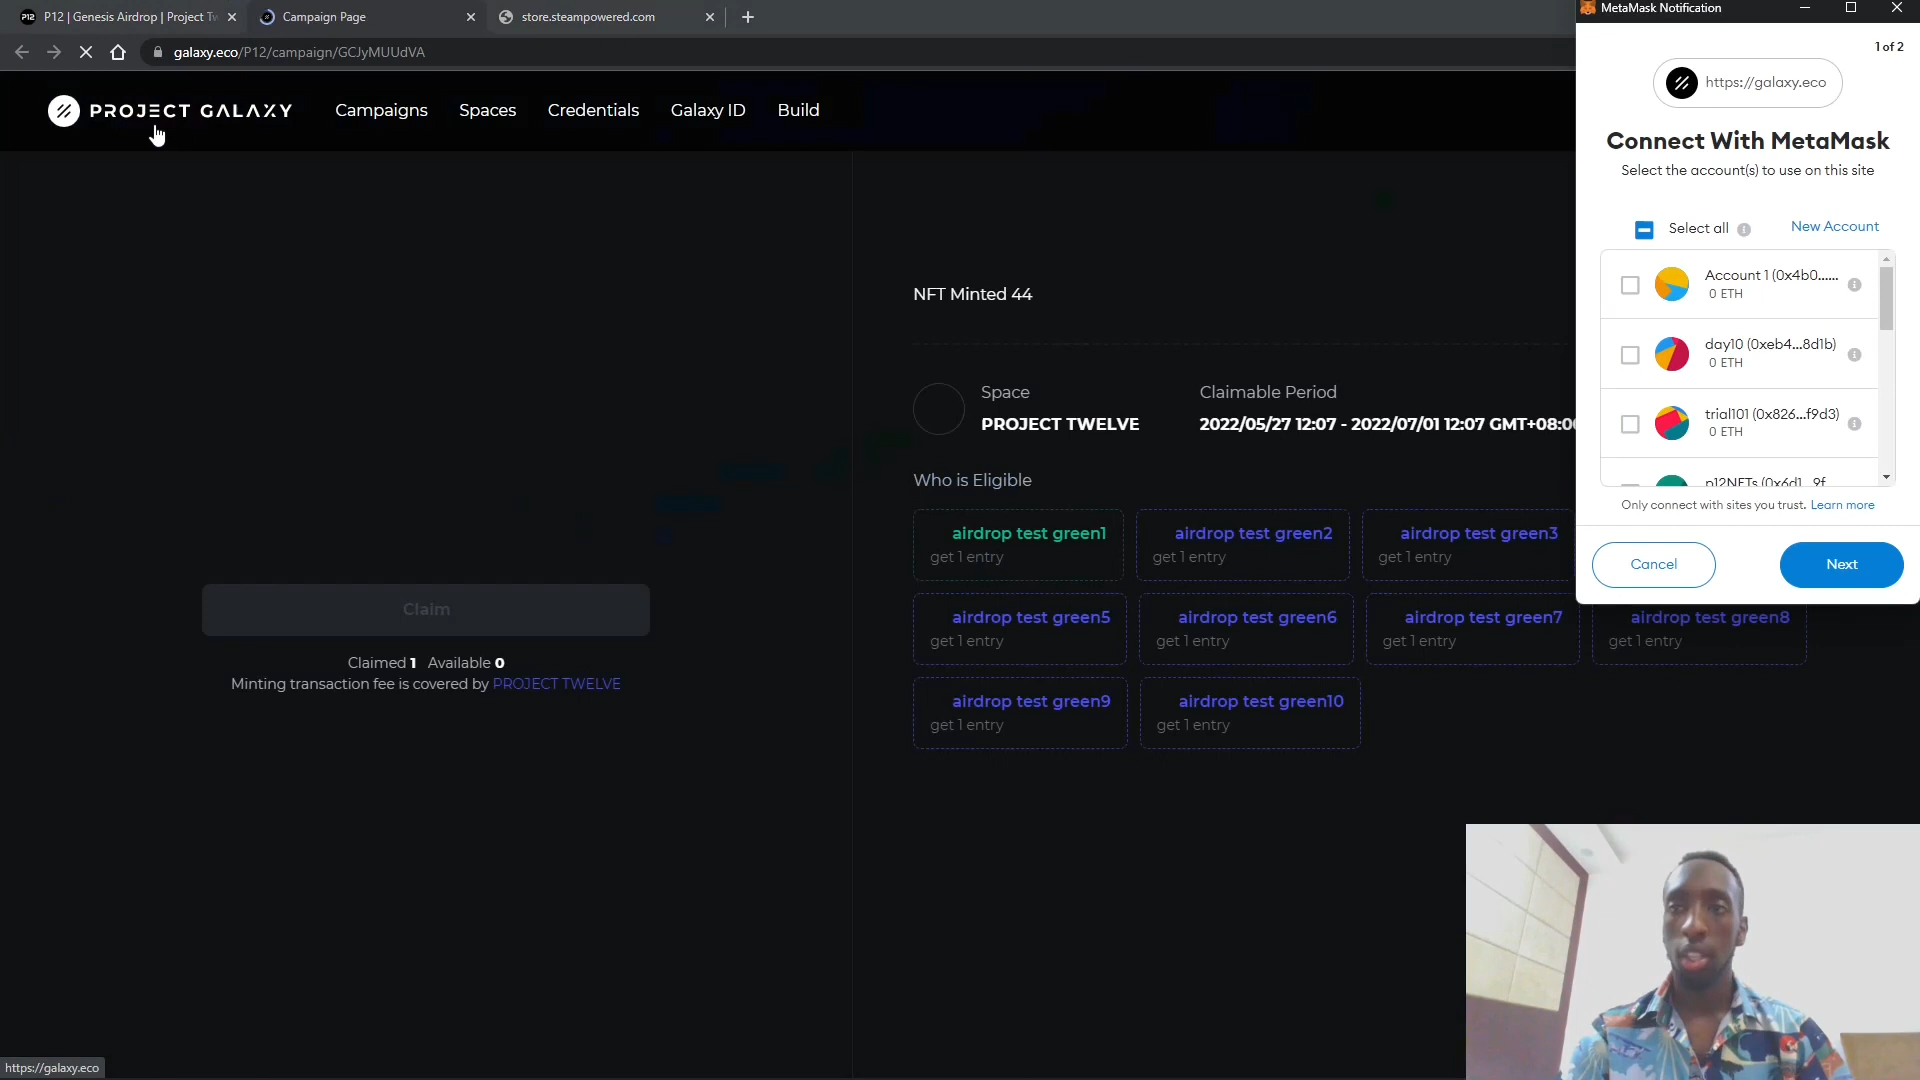 P12 | Genesis Airdrop | Project Tw
Campaign Page
store.steampowered.com
galaxy.eco/P12/campaign/GCJyMUUdVA
PROJECT GALAXY
Campaigns
Spaces
Credentials
Galaxy ID
Build
NFT Minted 44
Space
PROJECT TWELVE
Claimable Period
2022/05/27 12:07 - 2022/07/01 12:07 GMT+08:00
Who is Eligible
airdrop test green1
get 1 entry
airdrop test green2
get 1 entry
airdrop test green3
get 1 entry
airdrop test green5
get 1 entry
airdrop test green6
get 1 entry
airdrop test green7
get 1 entry
airdrop test green8
get 1 entry
airdrop test green9
get 1 entry
airdrop test green10
get 1 entry
Claim
Claimed 1 Available 0
Minting transaction fee is covered by PROJECT TWELVE
MetaMask Notification
1 of 2
https://galaxy.eco
Connect With MetaMask
Select the account(s) to use on this site
Select all
New Account
Account 1 (0x4b0......
0 ETH
day10 (0xeb4...8d1b)
0 ETH
trial101 (0x826...f9d3)
0 ETH
p12NFTs (0x6d1...9f
Only connect with sites you trust. Learn more
Cancel
Next
https://galaxy.eco